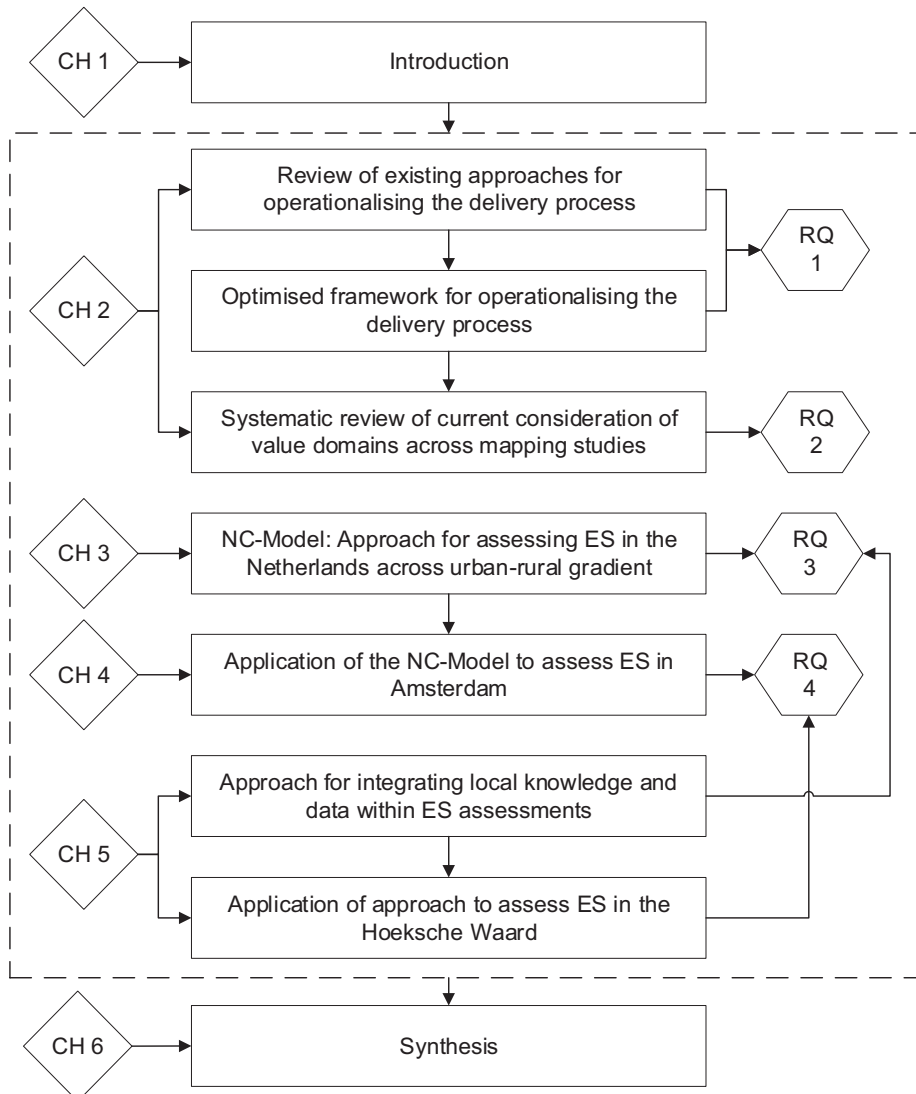 CH 1
Introduction
Review of existing approaches for
operationalising the delivery process
RQ
1
CH 2
Optimised framework for operationalising the
delivery process
Systematic review of current consideration of
value domains across mapping studies
RQ
2
CH 3
NC-Model: Approach for assessing ES in the
Netherlands across urban-rural gradient
RQ
3
CH 4
Application of the NC-Model to assess ES in
Amsterdam
RQ
4
Approach for integrating local knowledge and
data within ES assessments
CH 5
Application of approach to assess ES in the
Hoeksche Waard
CH 6
Synthesis